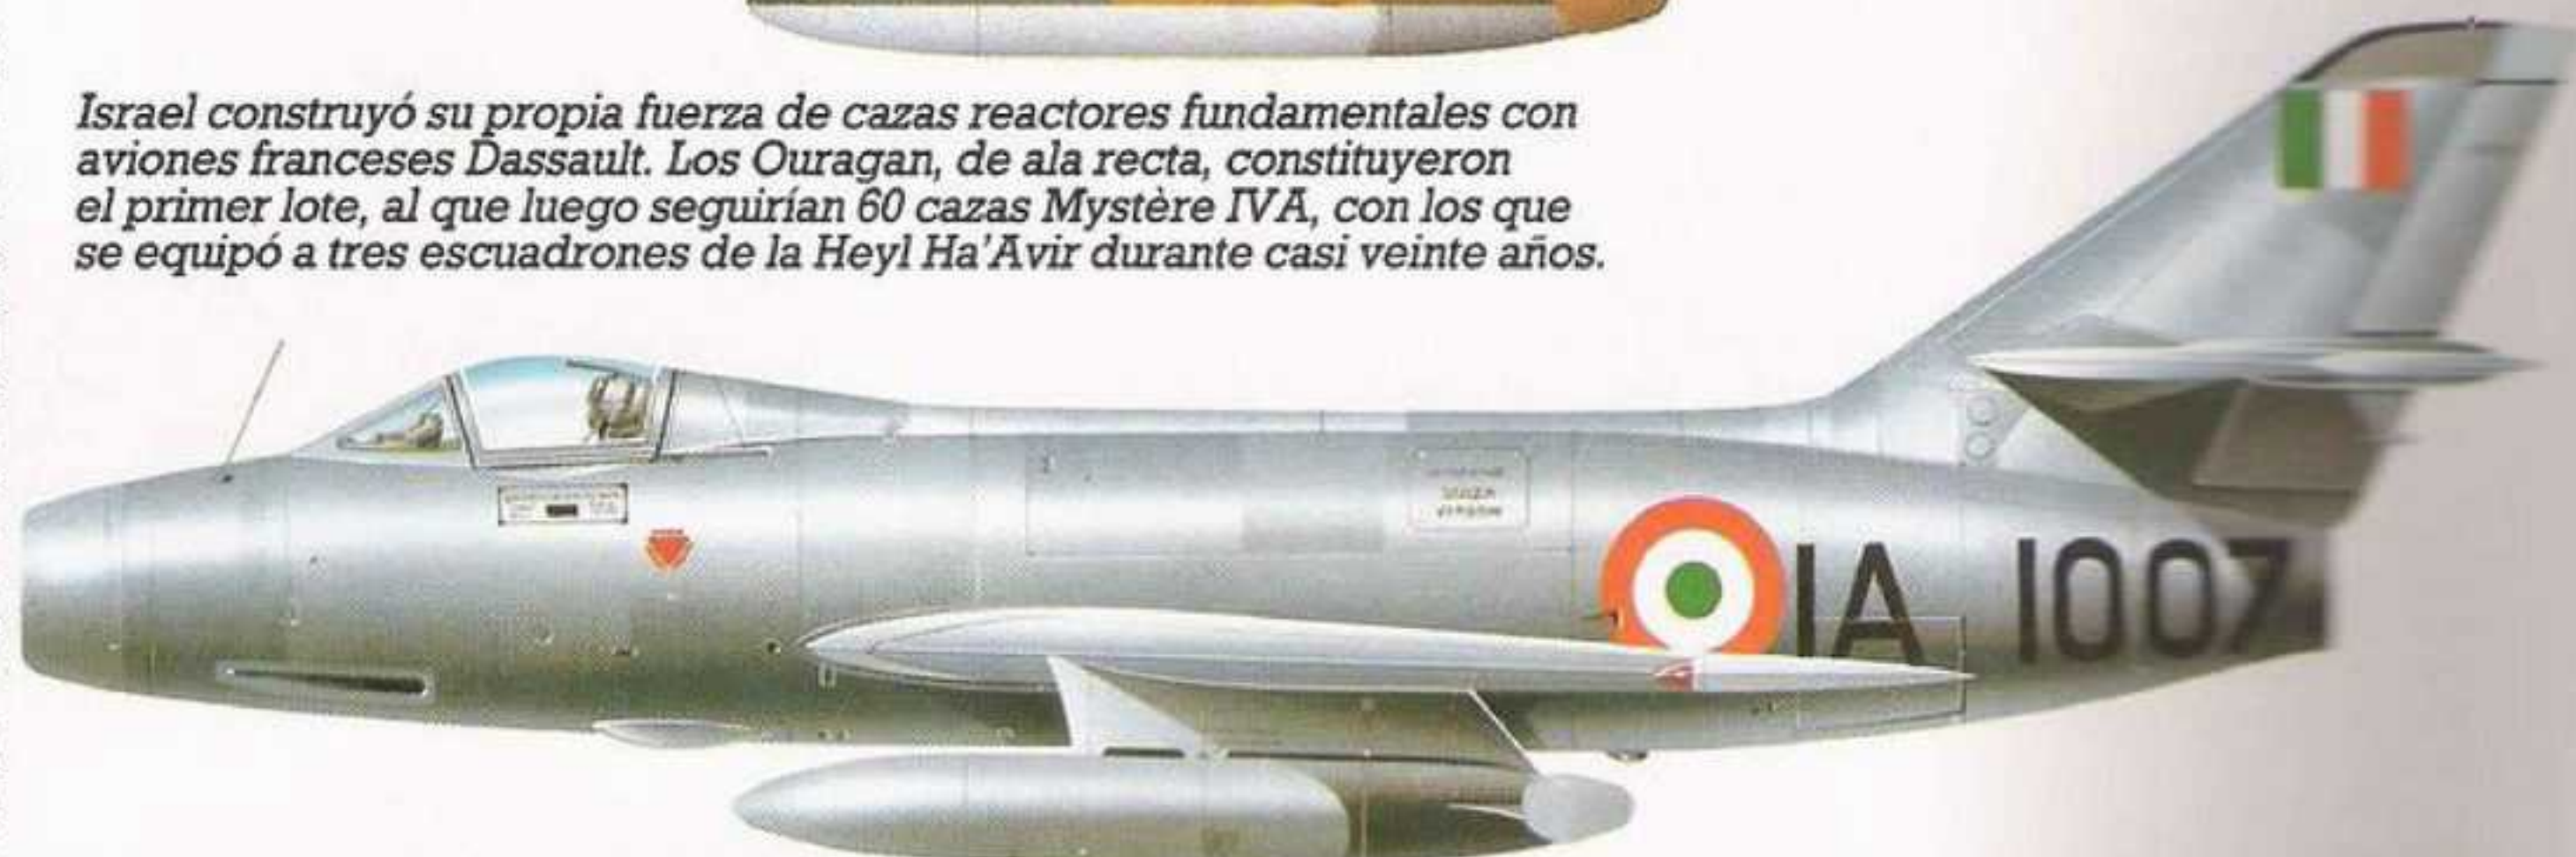 Israel construyó su propia fuerza de cazas reactores fundamentales con
aviones franceses Dassault. Los Ouragan, de ala recta, constituyeron
el primer lote, al que luego seguirían 60 cazas Mystère IVA, con los que
se equipó a tres escuadrones de la Heyl Ha'Avir durante casi veinte años.
IA 1007